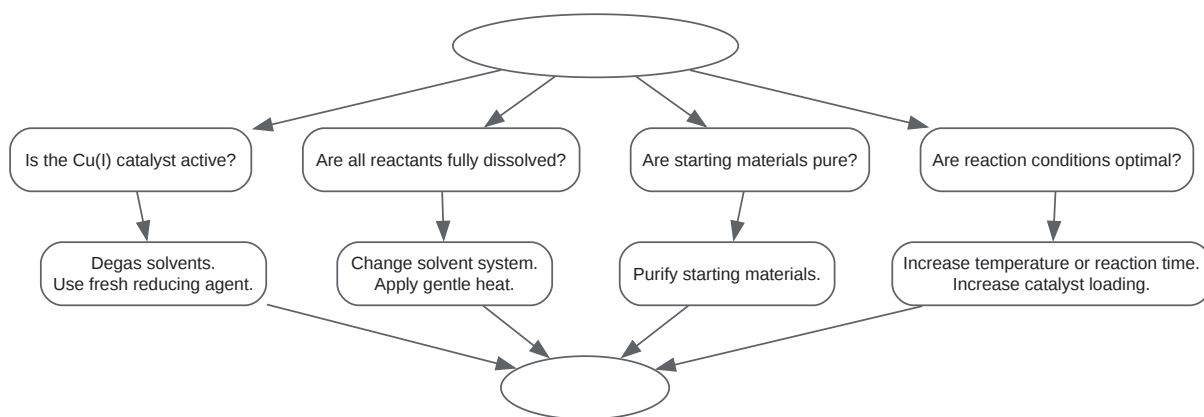 Is the Cu(I) catalyst active?
Are all reactants fully dissolved?
Are starting materials pure?
Are reaction conditions optimal?
Degas solvents.
Use fresh reducing agent.
Change solvent system.
Apply gentle heat.
Purify starting materials.
Increase temperature or reaction time.
Increase catalyst loading.